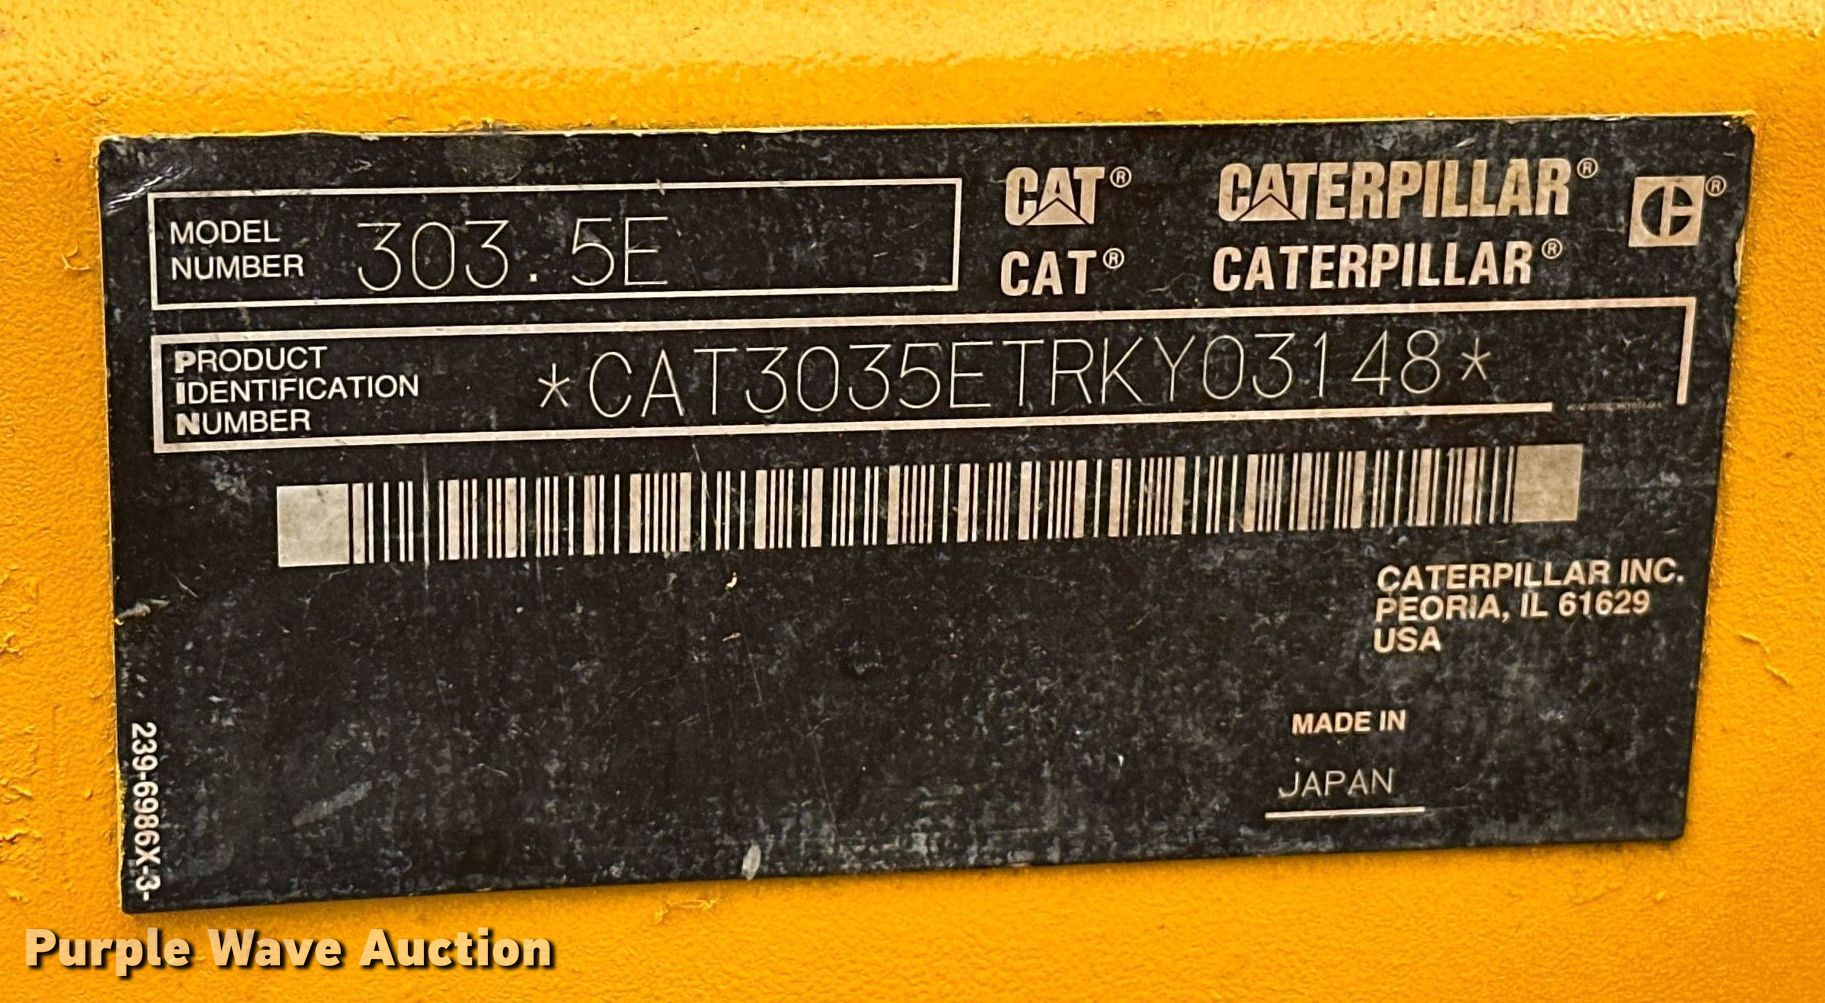 MODEL NUMBER 303.5E
CAT® CATERPILLAR®
CAT® CATERPILLAR®
PRODUCT IDENTIFICATION NUMBER *CAT3035ETRKY03148*
CATERPILLAR INC.
PEORIA, IL 61629
USA
MADE IN
JAPAN
239-6986X-3-
Purple Wave Auction